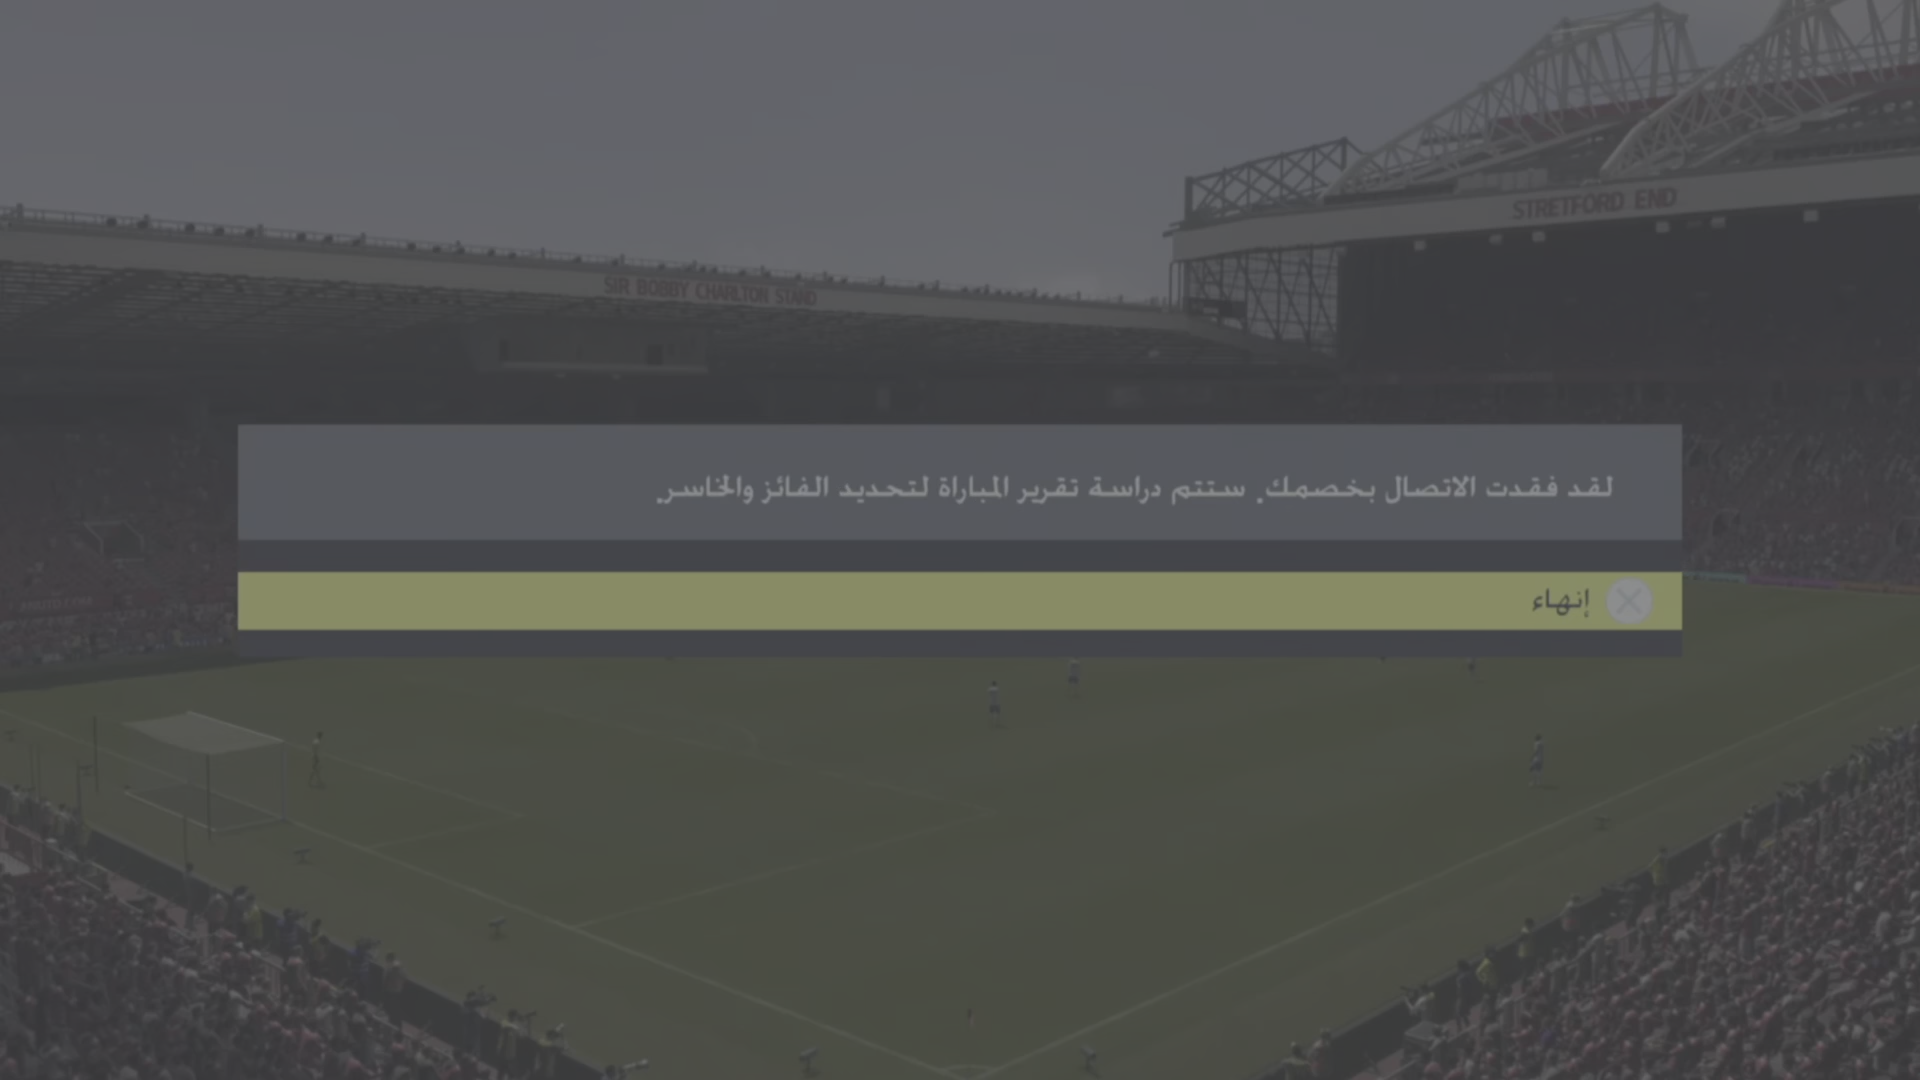 STRETFORD END
SIR BOBBY CHARLTON STAND
لقد فقدت الاتصال بخصمك. ستتم دراسة تقرير المباراة لتحديد الفائز والخاسر.
إنهاء